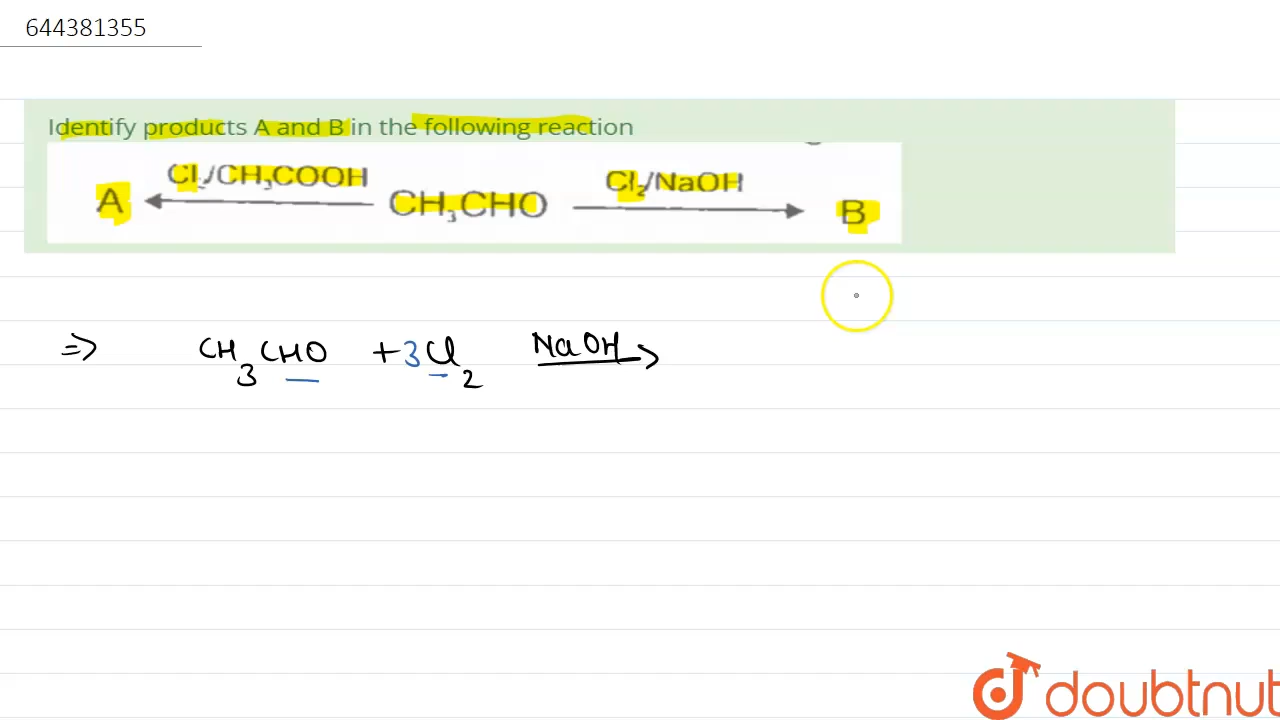 644381355
Identify products A and B in the following reaction
A Cl₂/CH₃COOH CH₃CHO Cl₂/NaOH B
⇒ CH₃CHO + 3Cl₂ NaOH →
doubtnut